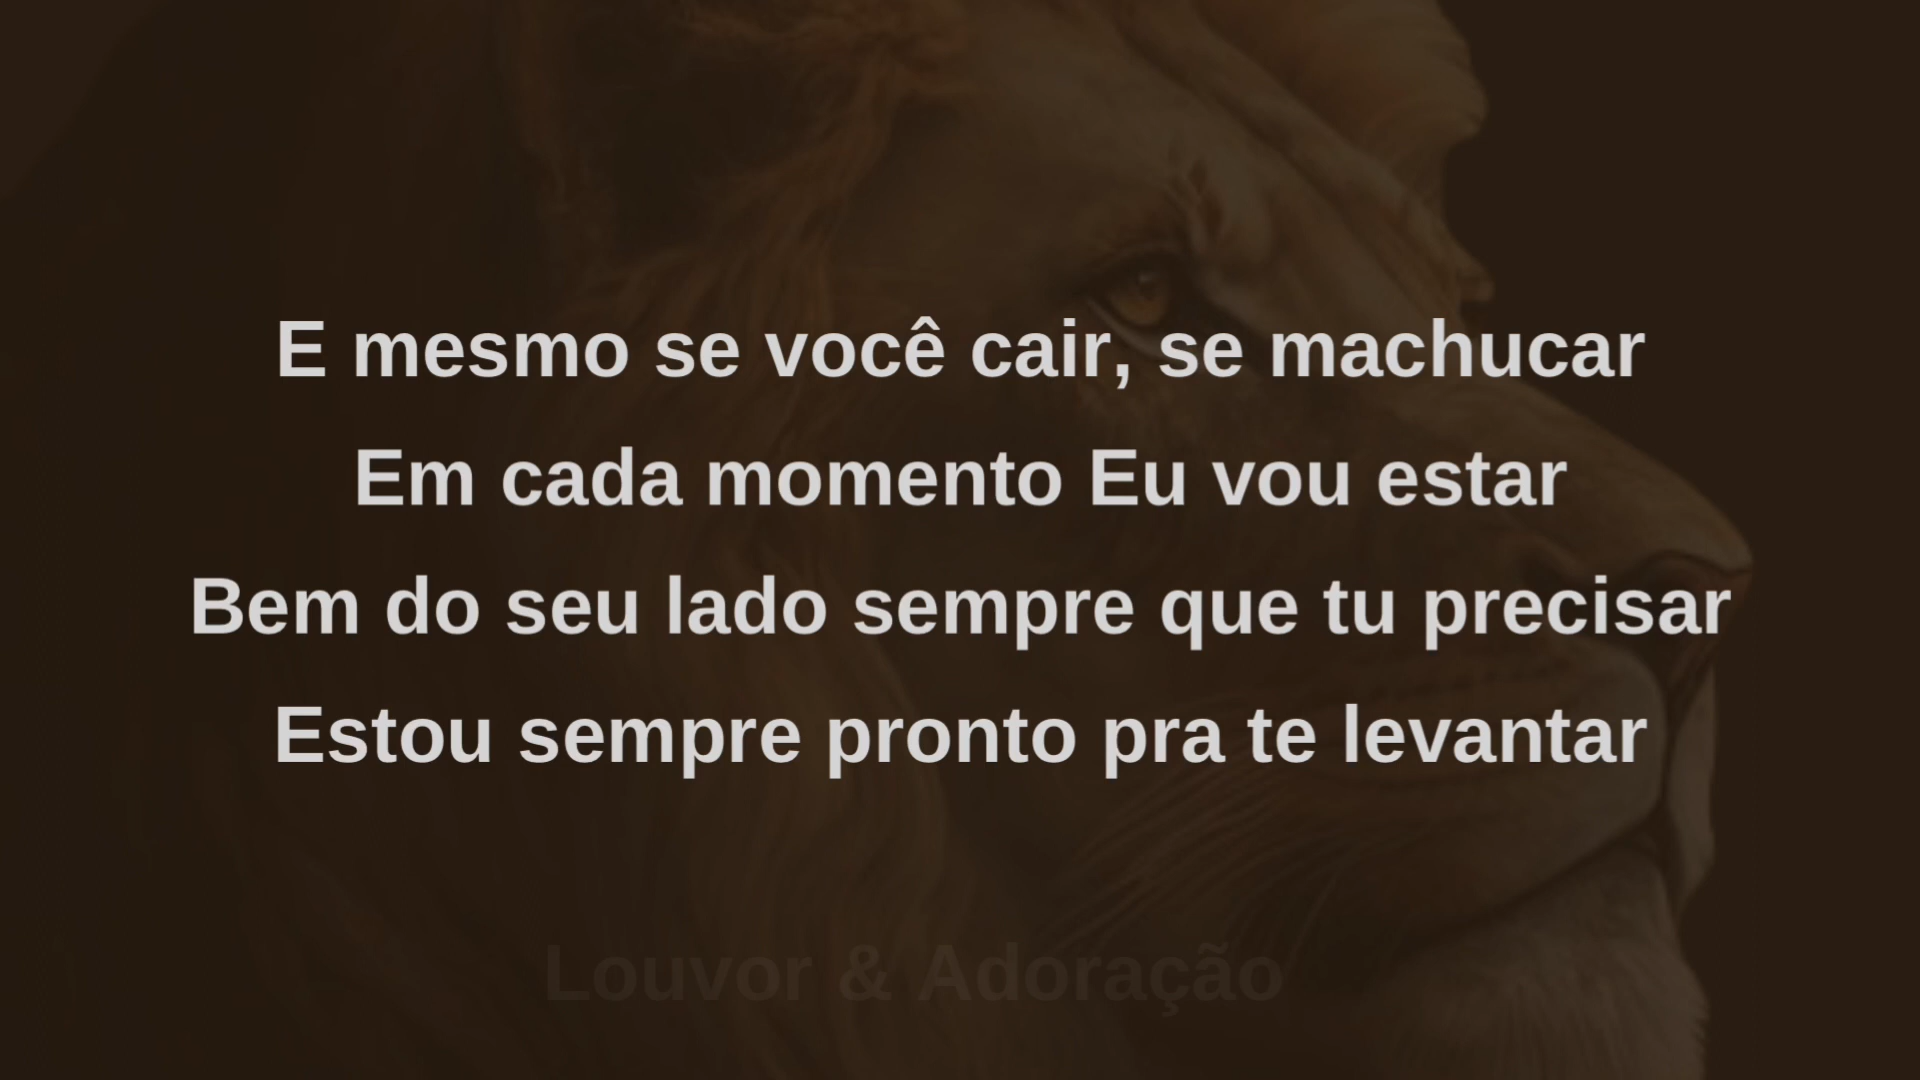 E mesmo se você cair, se machucar
Em cada momento Eu vou estar
Bem do seu lado sempre que tu precisar
Estou sempre pronto pra te levantar
Louvor & Adoração